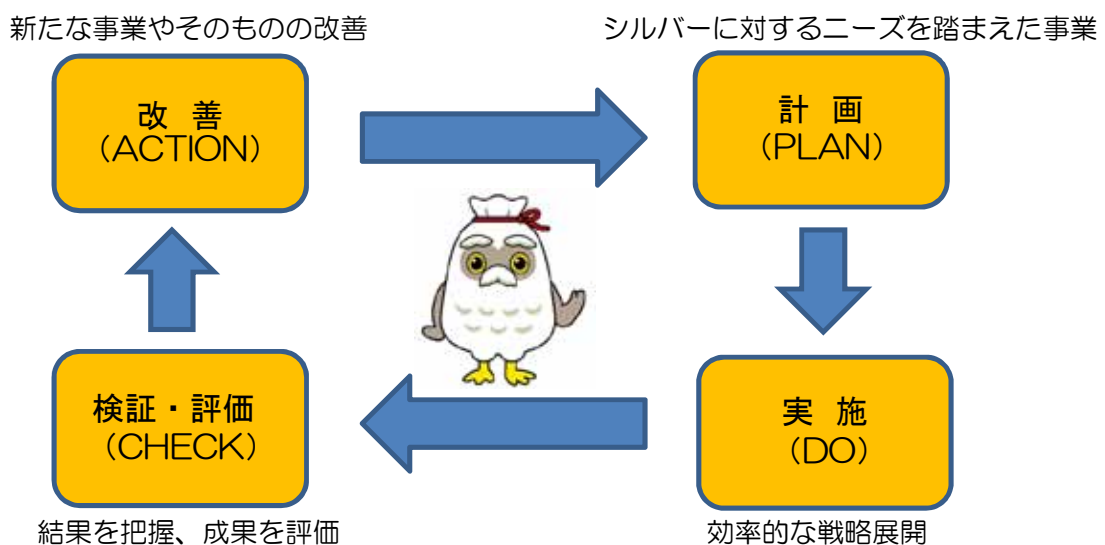 新たな事業やそのものの改善
シルバーに対するニーズを踏まえた事業
改 善
（ACTION）
計 画
（PLAN）
検証・評価
（CHECK）
実 施
（DO）
結果を把握、成果を評価
効率的な戦略展開